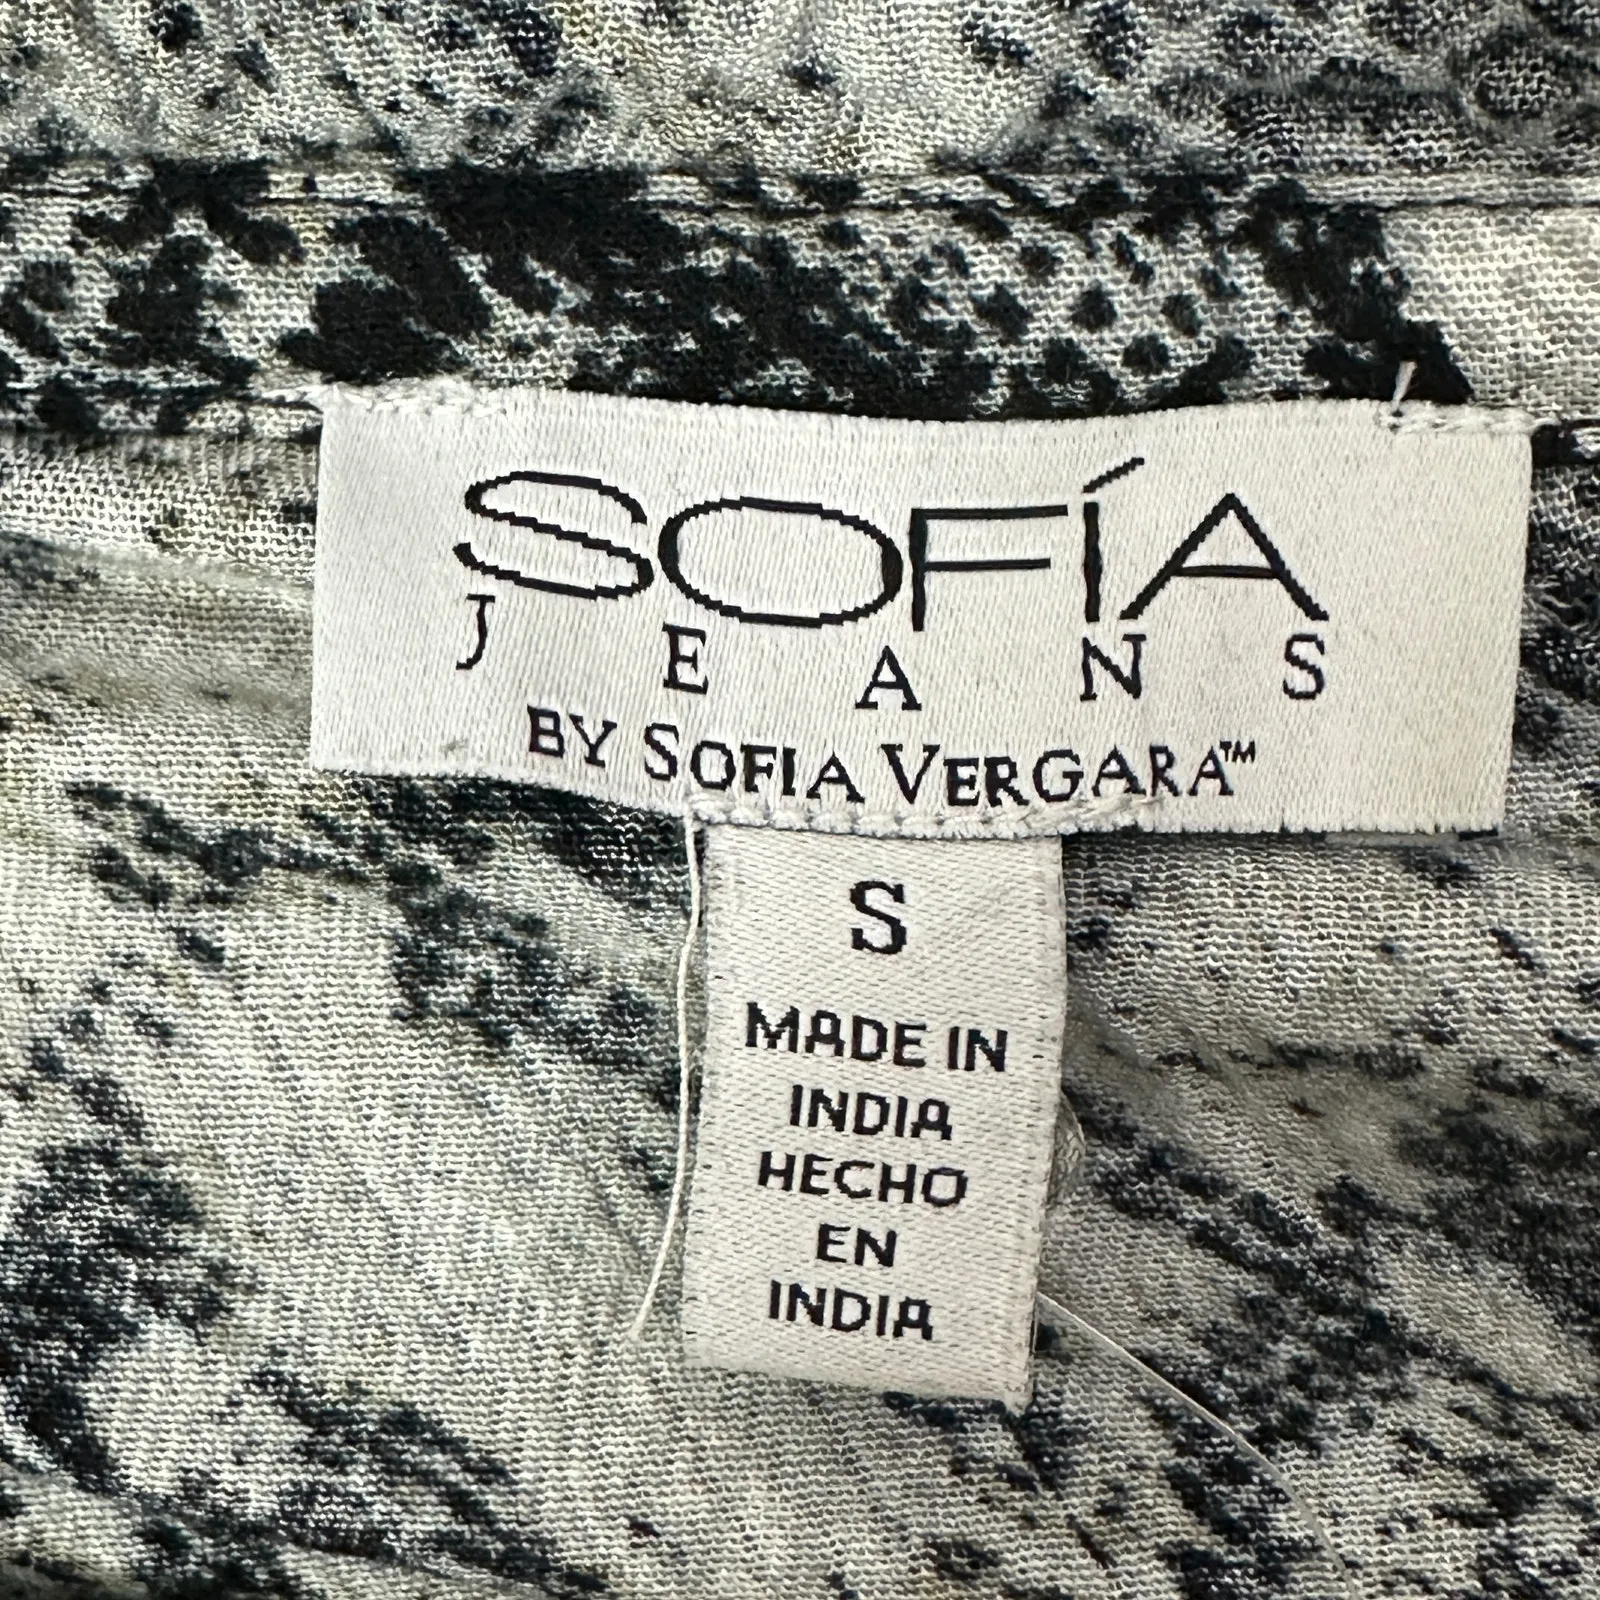 SOFÍA
JEANS
BY SOFIA VERGARA™
S
MADE IN
INDIA
HECHO
EN
INDIA